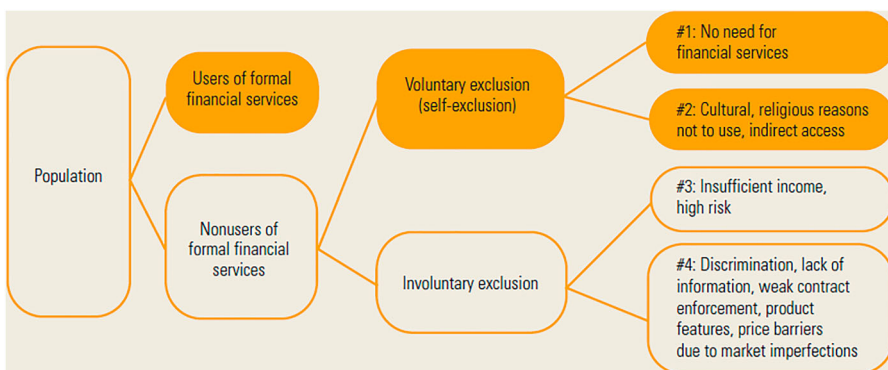 Population
Users of formal
financial services
Nonusers
of formal financial
services
Voluntary exclusion
(self-exclusion)
Involuntary exclusion
#1: No need for
financial services
#2: Cultural, religious reasons
not to use, indirect access
#3: Insufficient income,
high risk
#4: Discrimination, lack of
information, weak contract
enforcement, product
features, price barriers
due to market imperfections